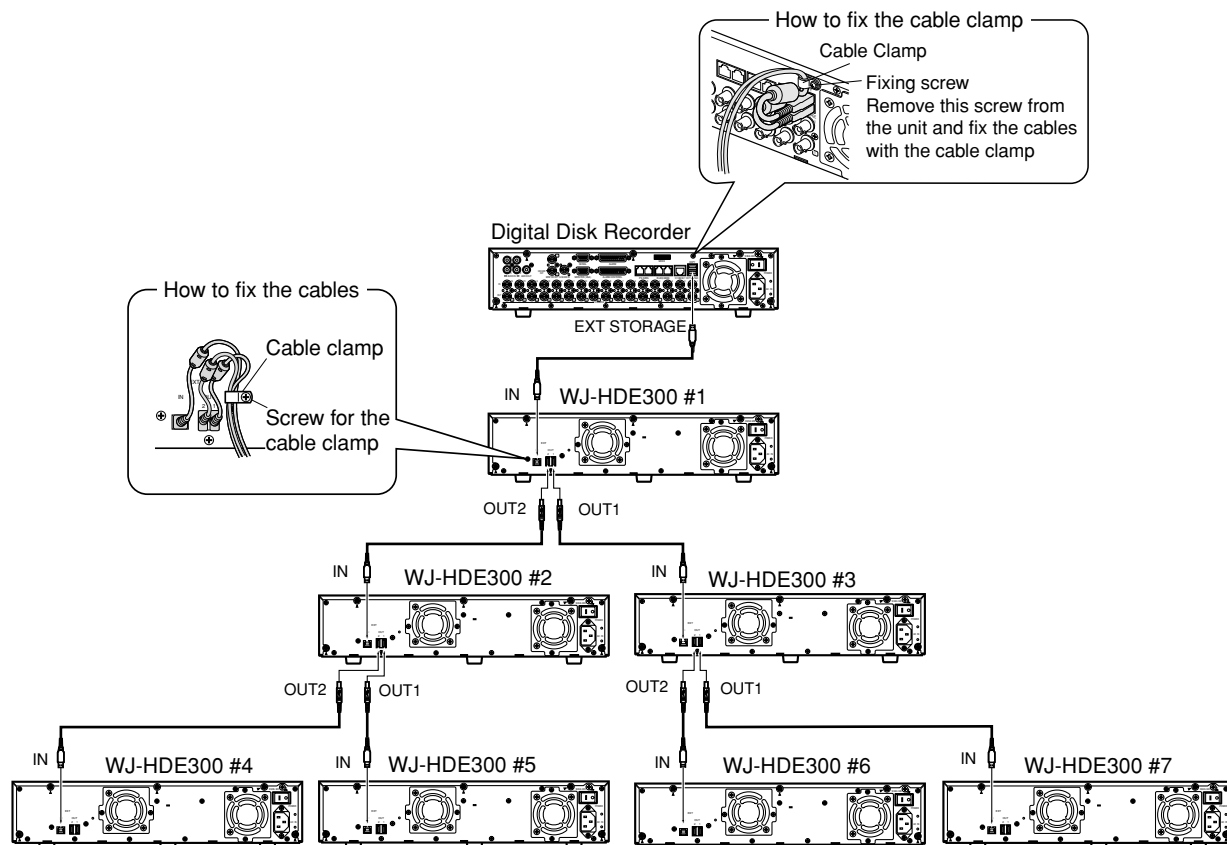 How to fix the cable clamp
Cable Clamp
Fixing screw
Remove this screw from
the unit and fix the cables
with the cable clamp
Digital Disk Recorder
EXT STORAGE
How to fix the cables
Cable clamp
Screw for the
cable clamp
IN
IN
WJ-HDE300 #1
OUT2
OUT1
IN
WJ-HDE300 #2
IN
WJ-HDE300 #3
OUT2
OUT1
OUT2
OUT1
IN
WJ-HDE300 #4
IN
WJ-HDE300 #5
IN
WJ-HDE300 #6
IN
WJ-HDE300 #7